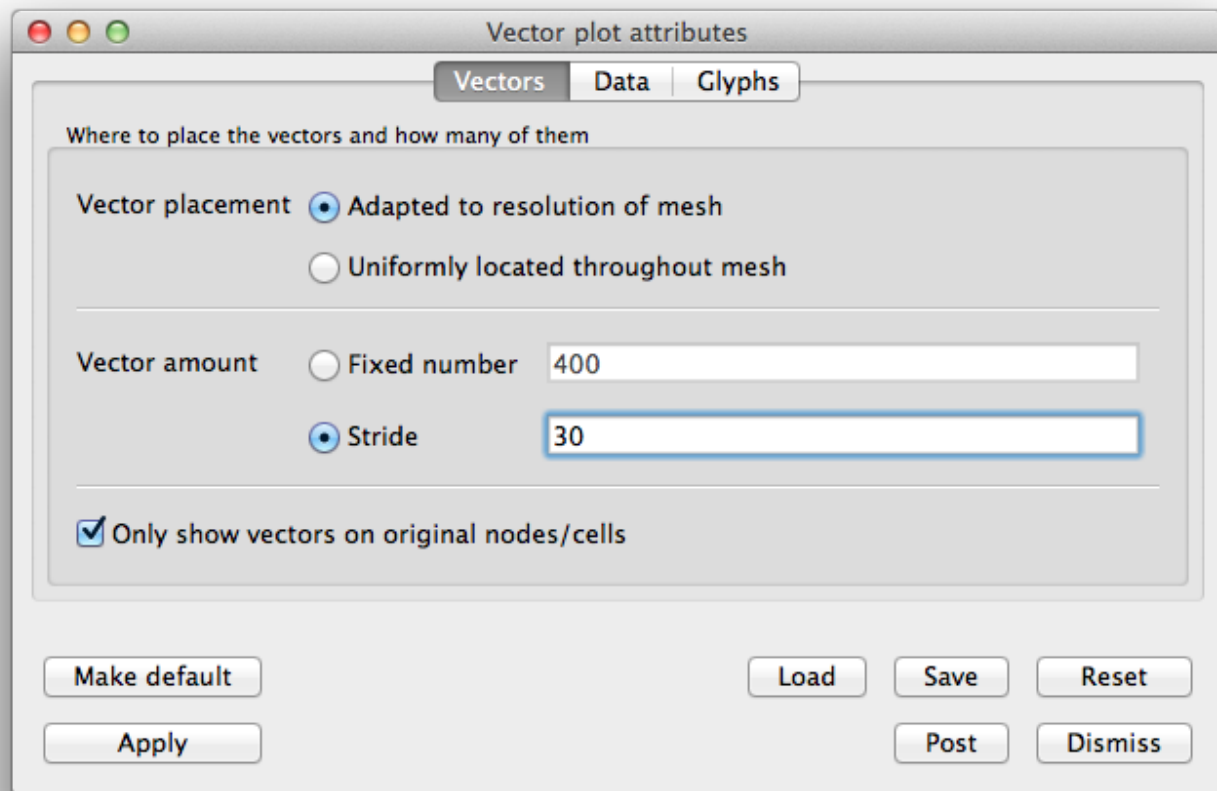 Vector plot attributes
Vectors Data Glyphs
Where to place the vectors and how many of them
Vector placement Adapted to resolution of mesh
Uniformly located throughout mesh
Vector amount Fixed number 400
Stride 30
Only show vectors on original nodes/cells
Make default Load Save Reset
Apply Post Dismiss